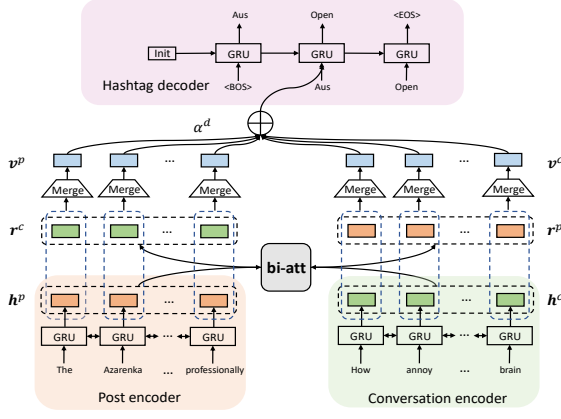 Aus Open <EOS>
Init GRU GRU GRU
Hashtag decoder <BOS> Aus Open
α^d
v^p ... ... v^c
Merge Merge Merge Merge Merge Merge
r^c ... ... r^p
bi-att
h^p ... ... h^c
GRU GRU ... GRU GRU GRU ... GRU
The Azarenka ... professionally How annoy ... brain
Post encoder Conversation encoder